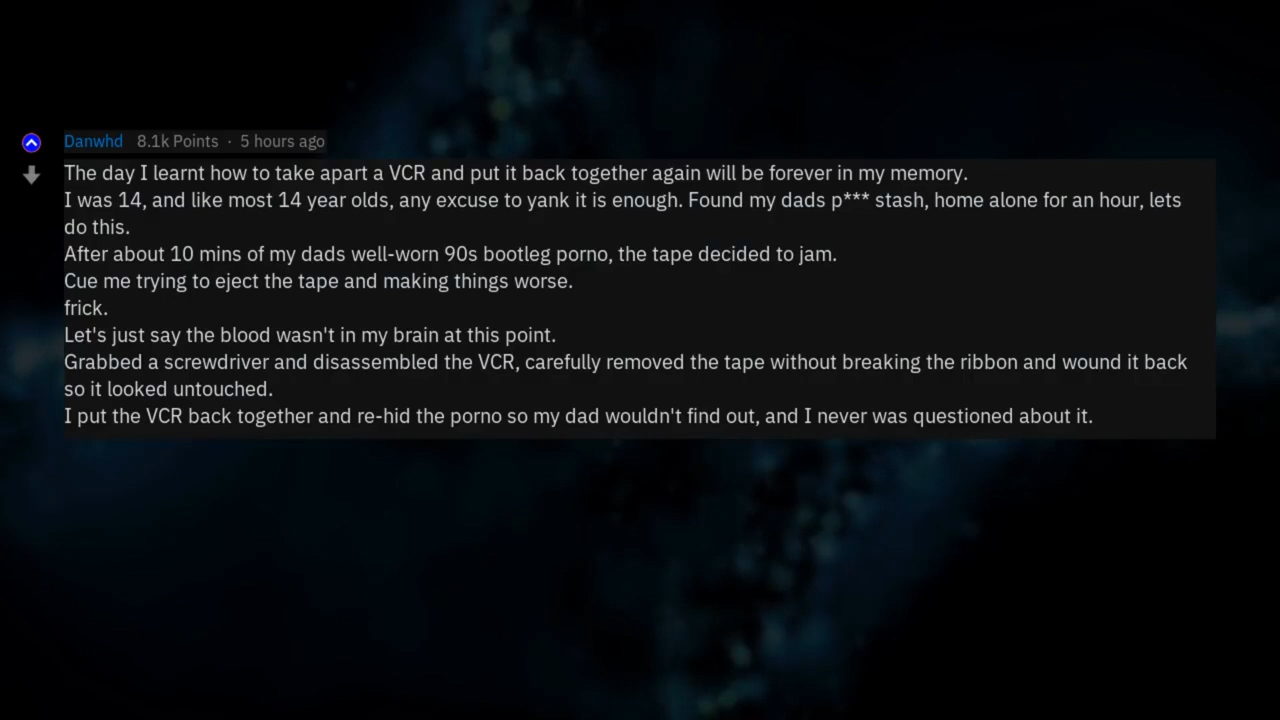 Danwhd 8.1k Points · 5 hours ago
The day I learnt how to take apart a VCR and put it back together again will be forever in my memory.
I was 14, and like most 14 year olds, any excuse to yank it is enough. Found my dads p*** stash, home alone for an hour, lets
do this.
After about 10 mins of my dads well-worn 90s bootleg porno, the tape decided to jam.
Cue me trying to eject the tape and making things worse.
frick.
Let's just say the blood wasn't in my brain at this point.
Grabbed a screwdriver and disassembled the VCR, carefully removed the tape without breaking the ribbon and wound it back
so it looked untouched.
I put the VCR back together and re-hid the porno so my dad wouldn't find out, and I never was questioned about it.